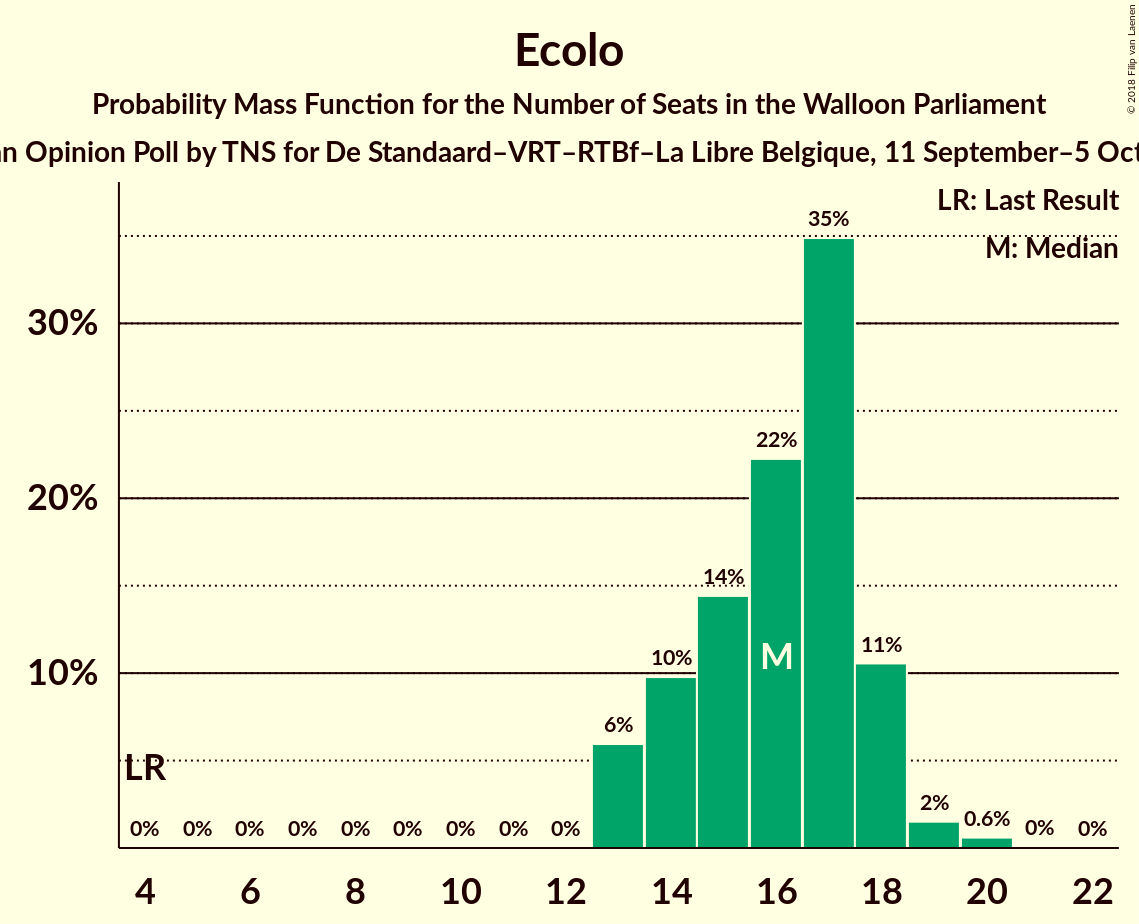 Ecolo
Probability Mass Function for the Number of Seats in the Walloon Parliament
Opinion Poll by TNS for De Standaard–VRT–RTBf–La Libre Belgique, 11 September–5
© 2018 Filip van Laenen
LR: Last Result
M: Median
35%
30%
22%
20%
14%
10%
10%
11%
M
6%
LR
2%
0.6%
0% 0% 0% 0% 0% 0% 0% 0% 0% 0% 0%
4 6 8 10 12 14 16 18 20 22